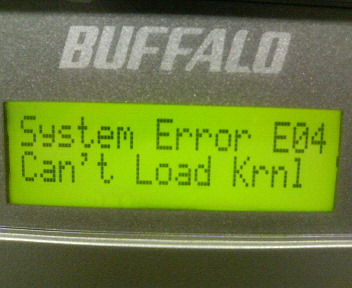 BUFFALO
System Error E04
Can't Load Krnl